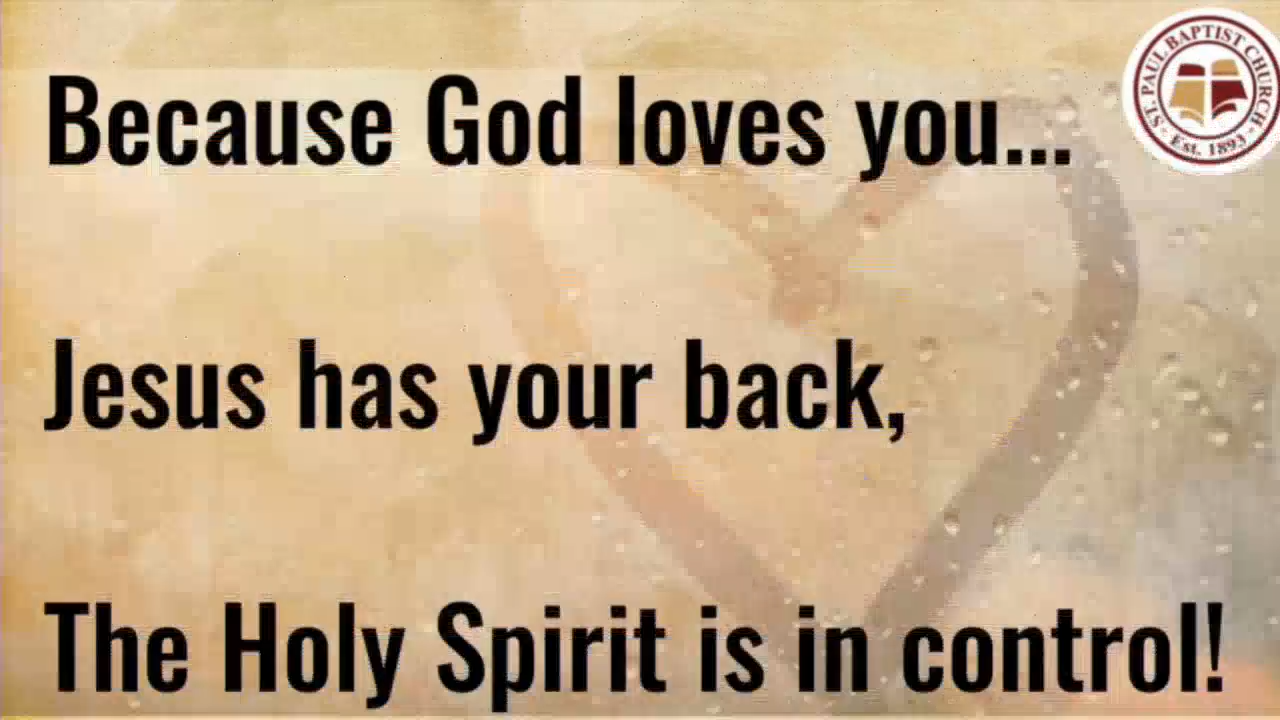 Because God loves you...
ST. PAUL BAPTIST CHURCH
Est. 1893
Jesus has your back,
The Holy Spirit is in control!